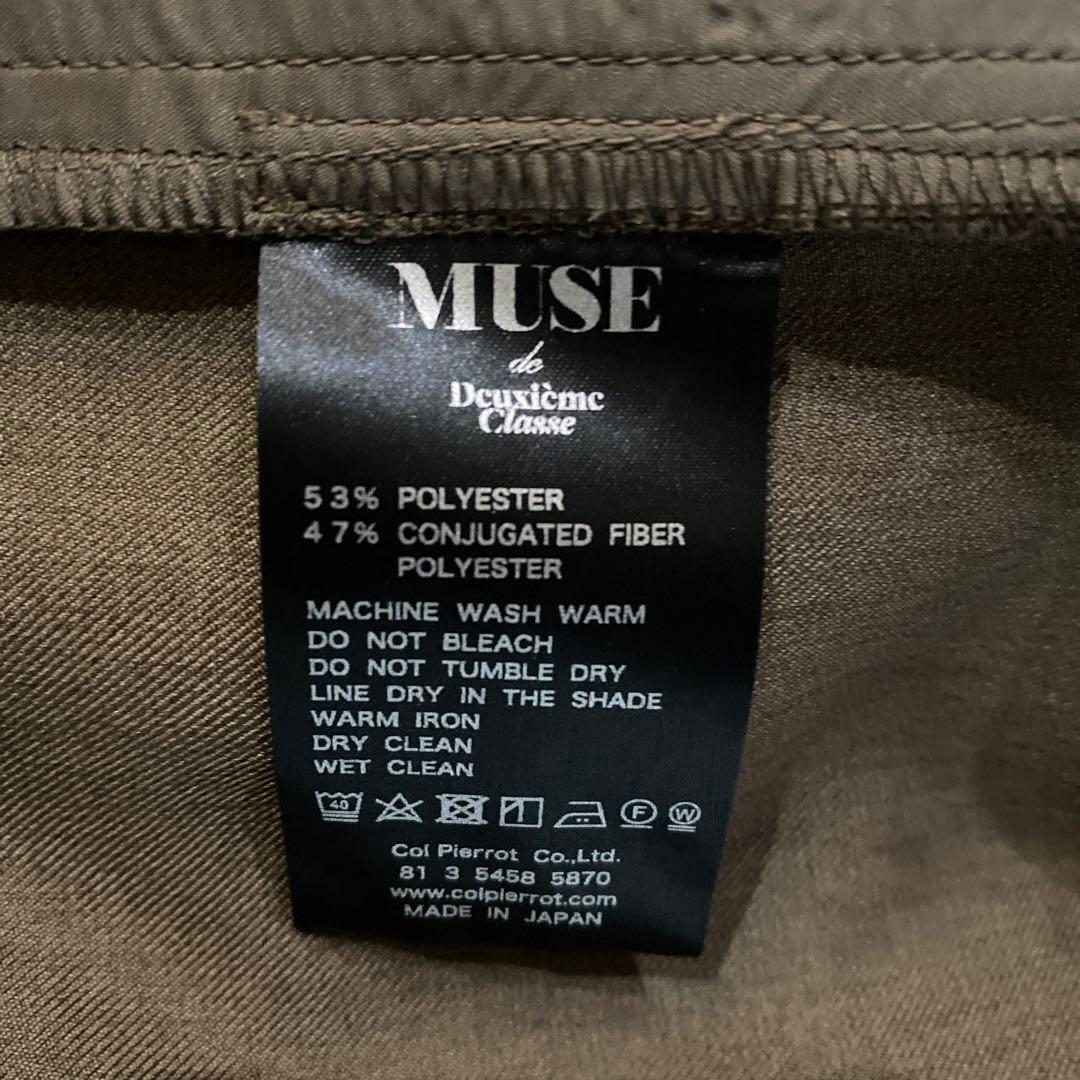 MUSE
de
Deuxième
Classe
53% POLYESTER
47% CONJUGATED FIBER
POLYESTER
MACHINE WASH WARM
DO NOT BLEACH
DO NOT TUMBLE DRY
LINE DRY IN THE SHADE
WARM IRON
DRY CLEAN
WET CLEAN
40 F W
Col Pierrot Co.,Ltd.
81 3 5458 5870
www.colpierrot.com
MADE IN JAPAN